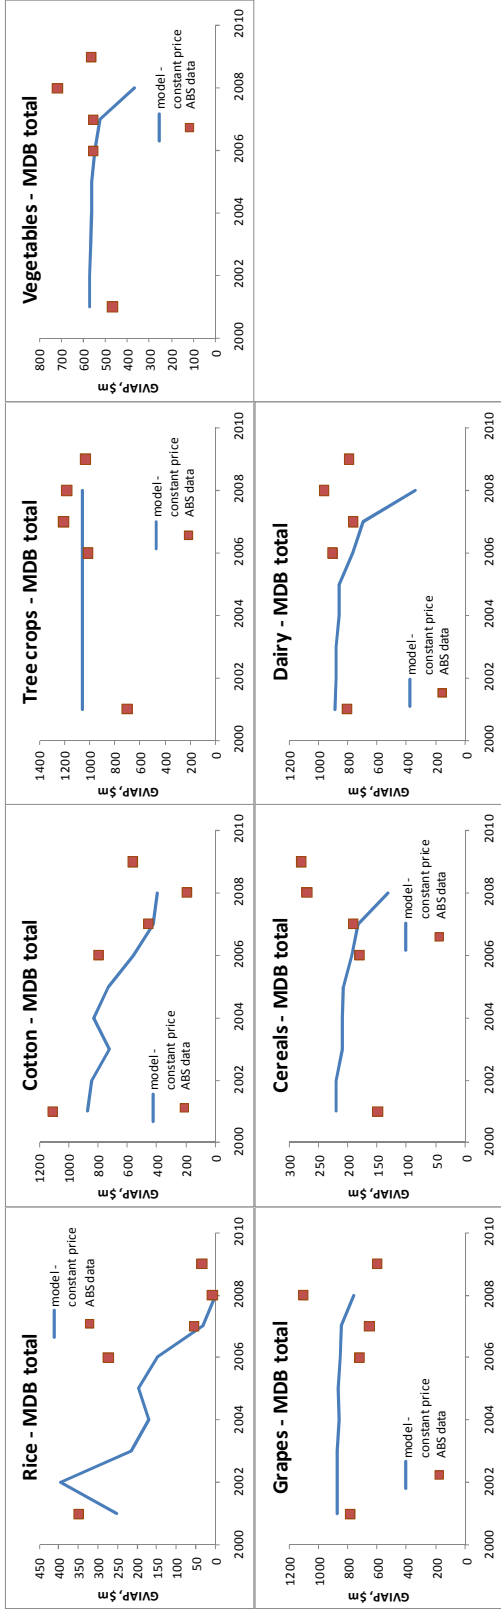 Rice - MDB total
450
400
350
300
250
200
150
100
50
0
GVIAP, $m
2000
2002
2004
2006
2008
2010
model -
constant price
ABS data
Cotton - MDB total
1200
1000
800
600
400
200
0
GVIAP, $m
2000
2002
2004
2006
2008
2010
model -
constant price
ABS data
Tree crops - MDB total
1400
1200
1000
800
600
400
200
0
GVIAP, $m
2000
2002
2004
2006
2008
2010
model -
constant price
ABS data
Vegetables - MDB total
800
700
600
500
400
300
200
100
0
GVIAP, $m
2000
2002
2004
2006
2008
2010
model -
constant price
ABS data
Grapes - MDB total
1200
1000
800
600
400
200
0
GVIAP, $m
2000
2002
2004
2006
2008
2010
model -
constant price
ABS data
Cereals - MDB total
300
250
200
150
100
50
0
GVIAP, $m
2000
2002
2004
2006
2008
2010
model -
constant price
ABS data
Dairy - MDB total
1200
1000
800
600
400
200
0
GVIAP, $m
2000
2002
2004
2006
2008
2010
model -
constant price
ABS data